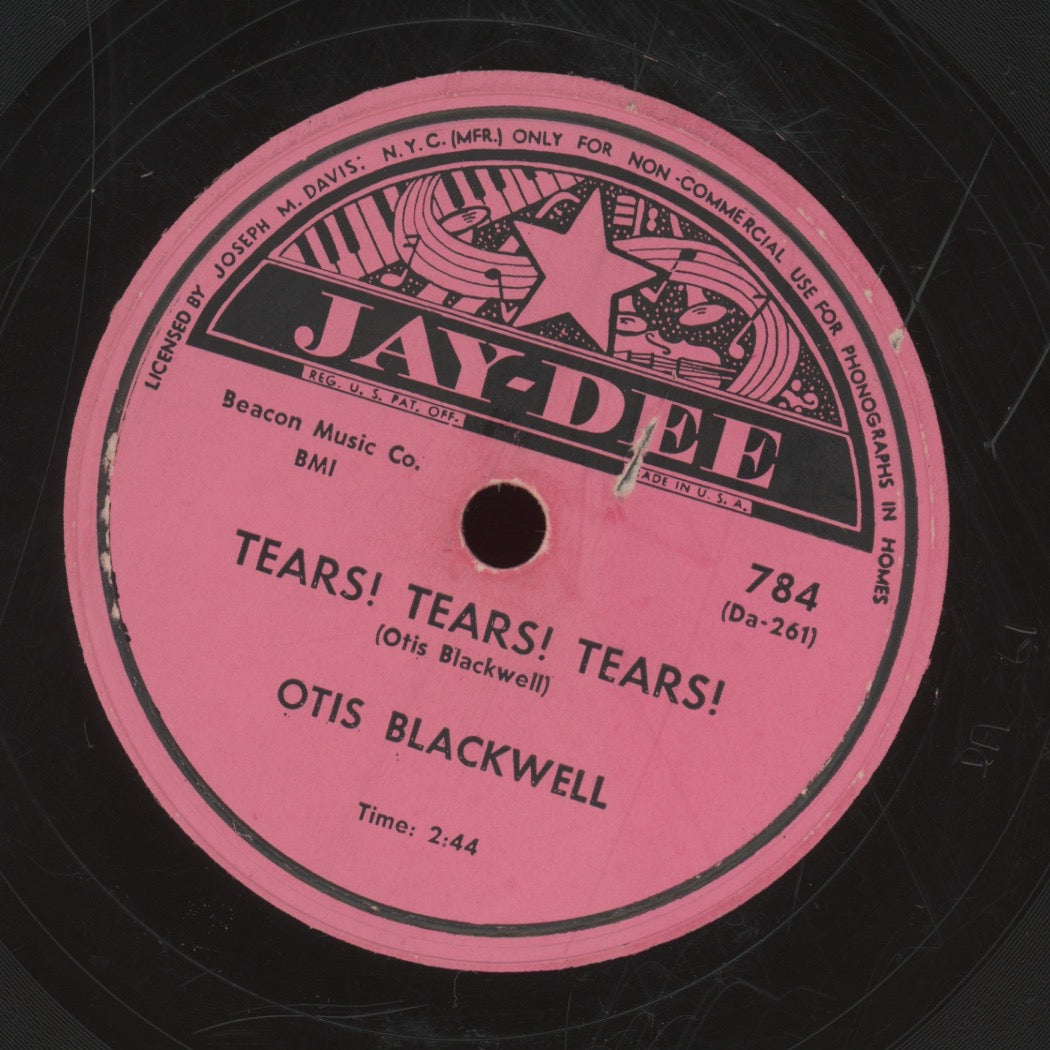 LICENSED BY JOSEPH M. DAVIS: N.Y.C. (MFR.) ONLY FOR NON-COMMERCIAL USE FOR PHONOGRAPHS IN HOMES
JAY-DEE
REG. U. S. PAT. OFF.
ADE IN U. S. A.
Beacon Music Co.
BMI
784
(Da-261)
TEARS! TEARS! TEARS!
(Otis Blackwell)
OTIS BLACKWELL
Time: 2:44